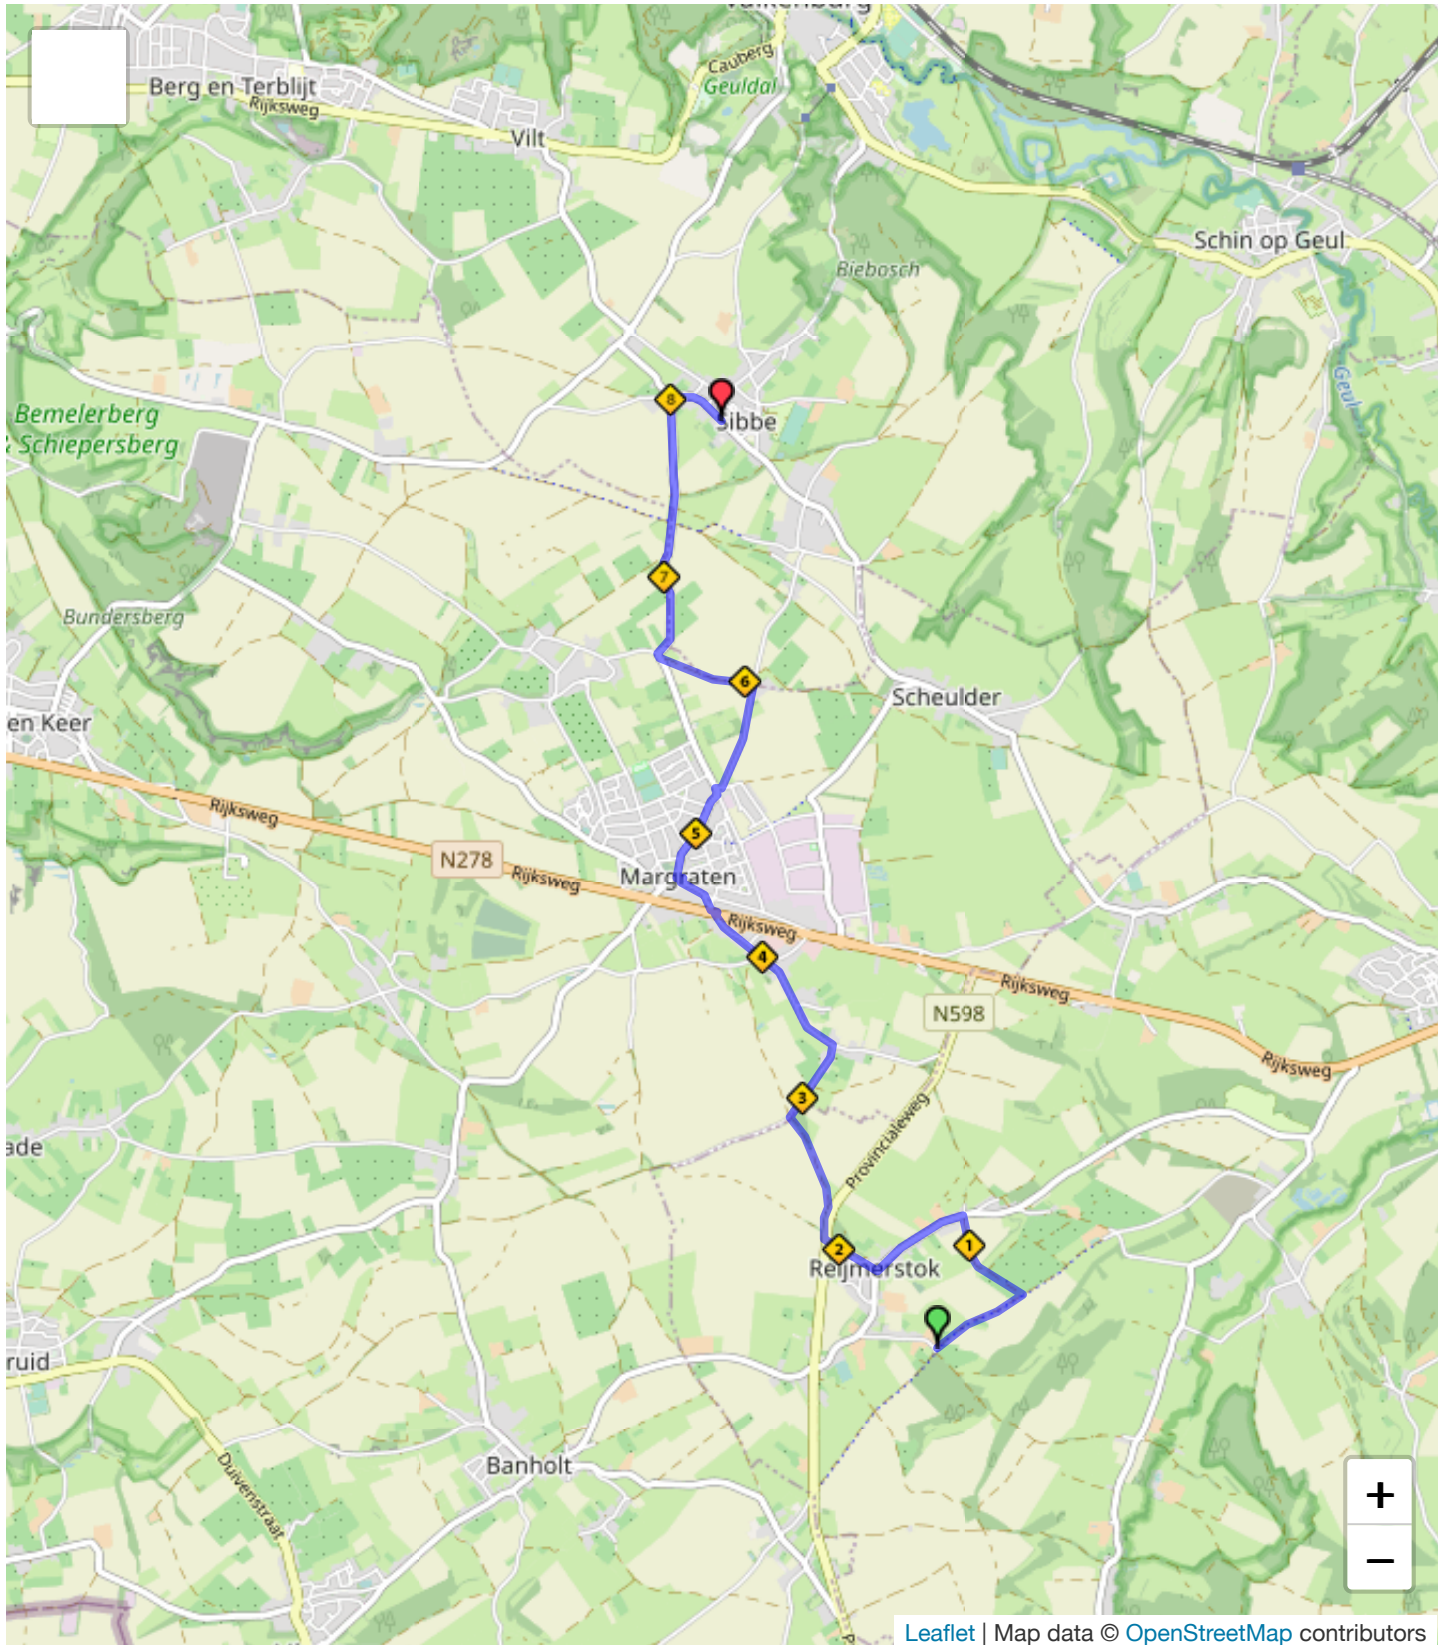 Cauberg
Geuldal
Berg en Terblijt
Rijksweg
Vilt
Schin op Geul
Biebosch
Geul
8
Sibbe
Bemelerberg
& Schiepersberg
7
Bundersberg
6
Scheulder
en Keer
Rijksweg
5
N278
Rijksweg
Margraten
Rijksweg
4
Rijksweg
N598
Rijksweg
3
Provincialeweg
ade
2
1
Reijmerstok
ruid
Banholt
Duivenstraat
+
−
Leaflet | Map data © OpenStreetMap contributors